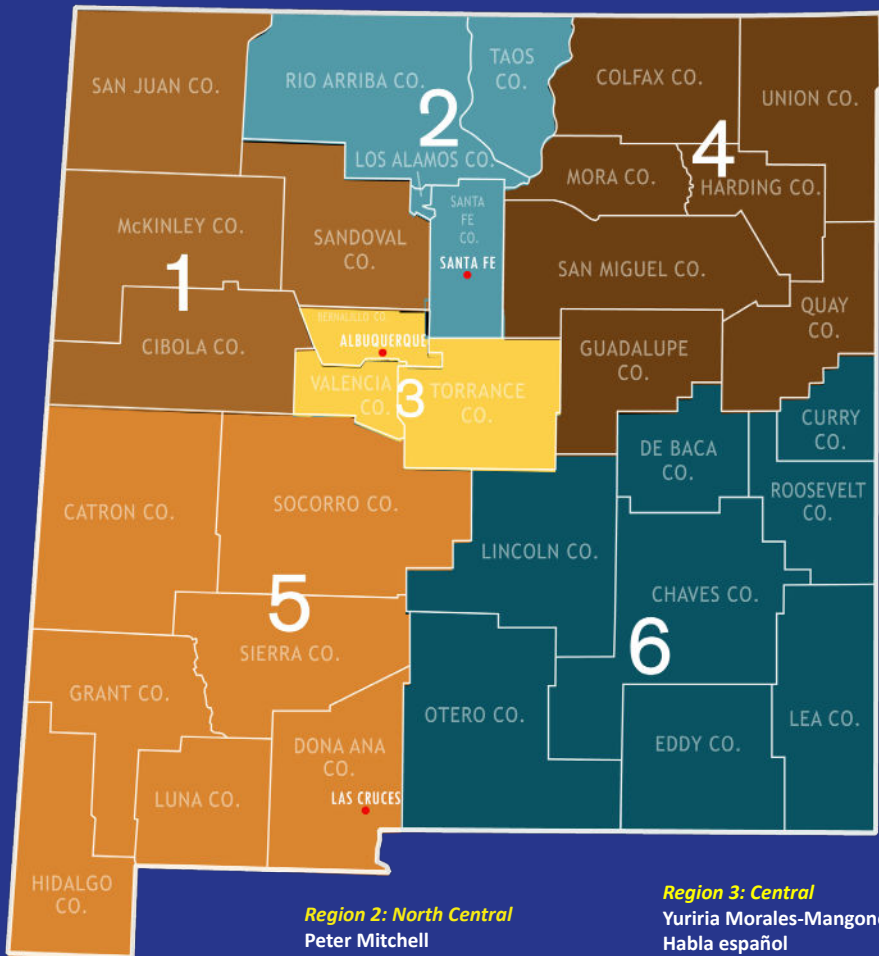 SAN JUAN CO.
RIO ARRIBA CO.
TAOS
CO.
COLFAX CO.
UNION CO.
2
4
LOS ALAMOS CO.
MORA CO.
HARDING CO.
McKINLEY CO.
SANDOVAL
CO.
SANTA
FE
CO.
SANTA FE
SAN MIGUEL CO.
1
QUAY
CO.
BERNALILLO CO.
ALBUQUERQUE
CIBOLA CO.
GUADALUPE
CO.
VALENCIA
CO.
3
TORRANCE
CO.
CURRY
CO.
DE BACA
CO.
ROOSEVELT
CO.
CATRON CO.
SOCORRO CO.
LINCOLN CO.
CHAVES CO.
5
6
SIERRA CO.
GRANT CO.
OTERO CO.
LEA CO.
EDDY CO.
DONA ANA
CO.
LUNA CO.
LAS CRUCES
HIDALGO
CO.
Region 2: North Central
Peter Mitchell
Region 3: Central
Yuriria Morales-Mangone
Habla español